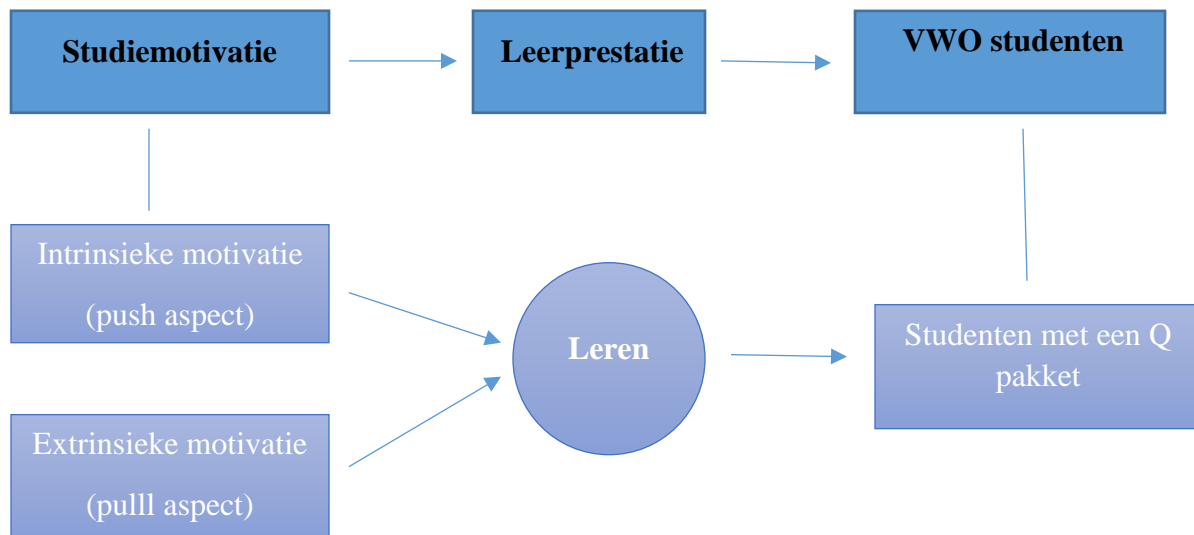 Studiemotivatie
Leerprestatie
VWO studenten
Intrinsieke motivatie
(push aspect)
Leren
Studenten met een Q
pakket
Extrinsieke motivatie
(pulll aspect)